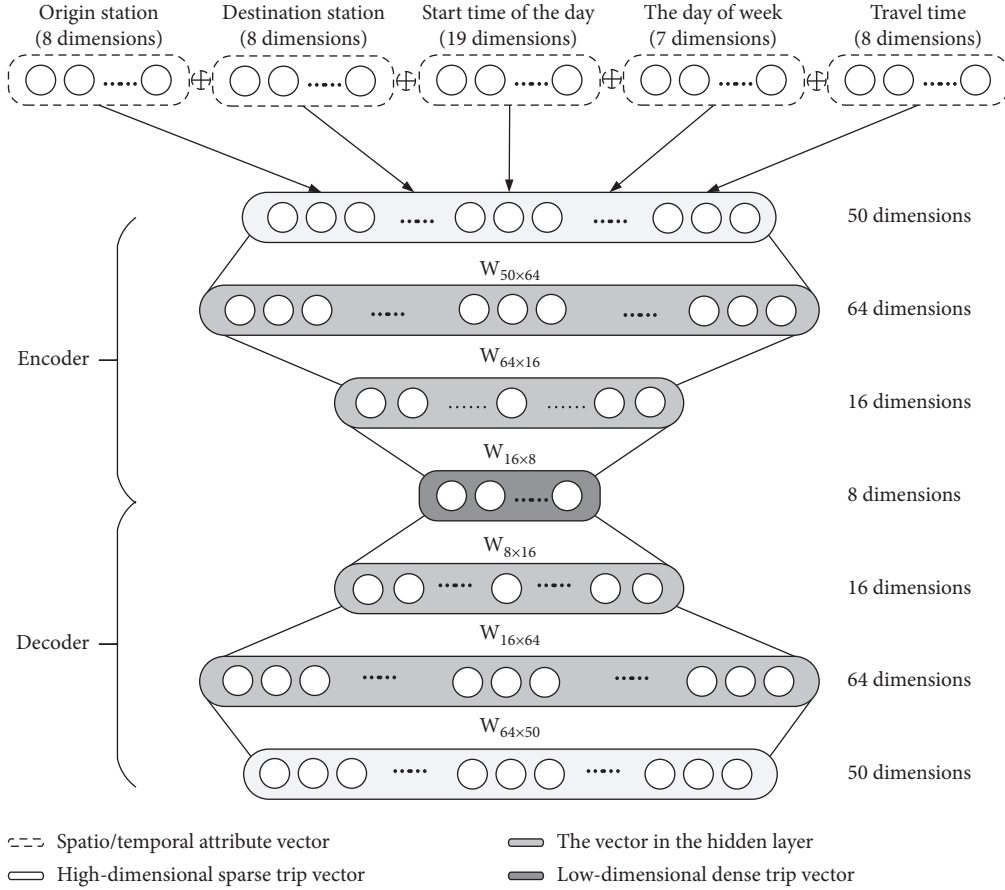 Origin station
(8 dimensions)
Destination station
(8 dimensions)
Start time of the day
(19 dimensions)
The day of week
(7 dimensions)
Travel time
(8 dimensions)
50 dimensions
W50×64
64 dimensions
Encoder
W64×16
16 dimensions
W16×8
8 dimensions
W8×16
16 dimensions
Decoder
W16×64
64 dimensions
W64×50
50 dimensions
Spatio/temporal attribute vector
The vector in the hidden layer
High-dimensional sparse trip vector
Low-dimensional dense trip vector